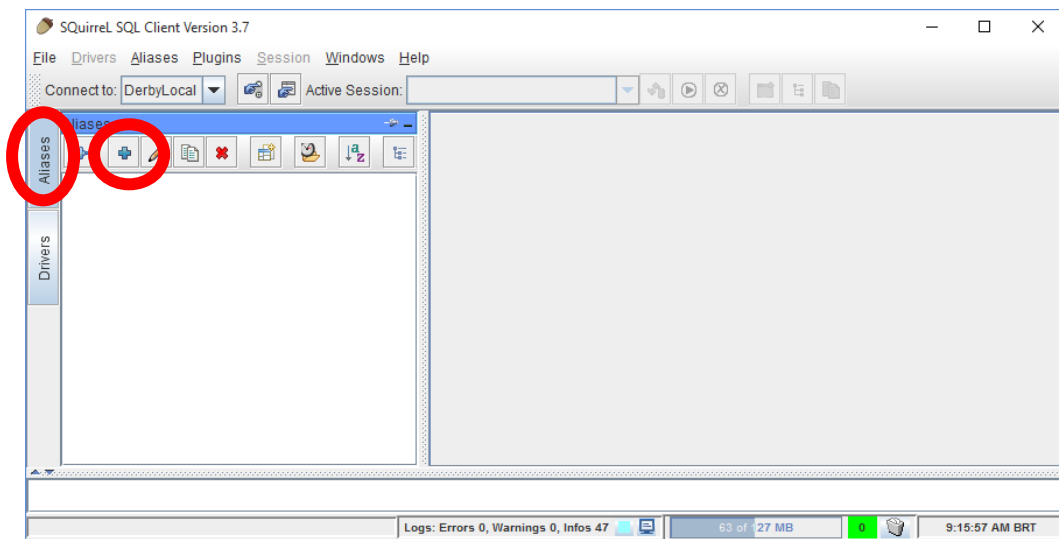 SQuirreL SQL Client Version 3.7
File Drivers Aliases Plugins Session Windows Help
Connect to: DerbyLocal Active Session:
Aliases
Aliases
Drivers
Logs: Errors 0, Warnings 0, Infos 47 63 of 127 MB 0 9:15:57 AM BRT